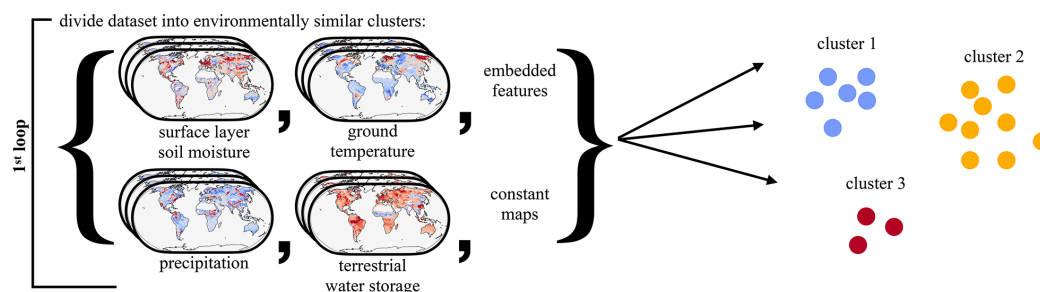 divide dataset into environmentally similar clusters:
1st loop
surface layer
soil moisture
,
ground
temperature
,
embedded
features
precipitation
,
terrestrial
water storage
,
constant
maps
cluster 1
cluster 2
cluster 3